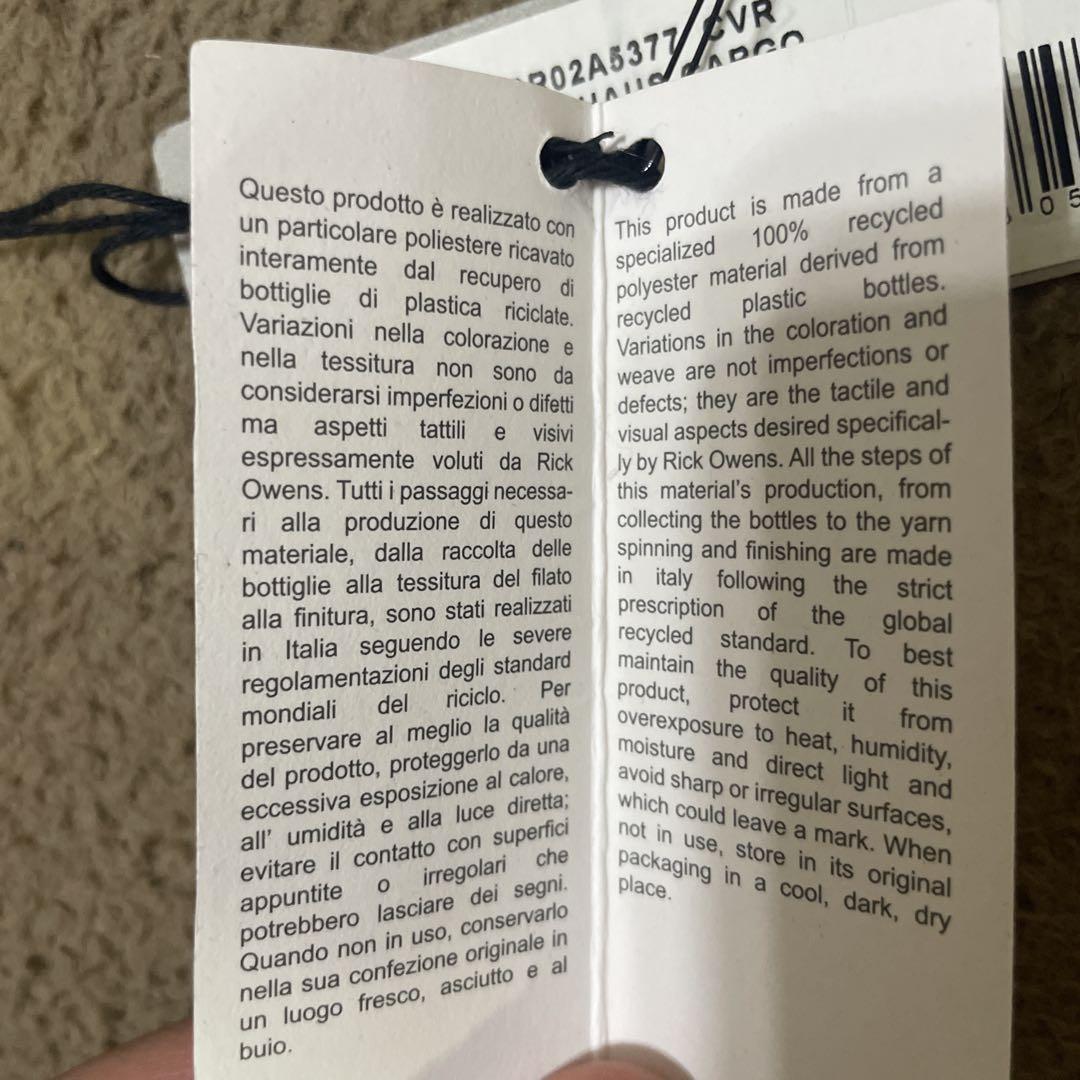 02A5377 CVR
CARGO
05
Questo prodotto è realizzato con
un particolare poliestere ricavato
interamente dal recupero di
bottiglie di plastica riciclate.
Variazioni nella colorazione e
nella tessitura non sono da
considerarsi imperfezioni o difetti
ma aspetti tattili e visivi
espressamente voluti da Rick
Owens. Tutti i passaggi necessa-
ri alla produzione di questo
materiale, dalla raccolta delle
bottiglie alla tessitura del filato
alla finitura, sono stati realizzati
in Italia seguendo le severe
regolamentazioni degli standard
mondiali del riciclo. Per
preservare al meglio la qualità
del prodotto, proteggerlo da una
eccessiva esposizione al calore,
all' umidità e alla luce diretta;
evitare il contatto con superfici
appuntite o irregolari che
potrebbero lasciare dei segni.
Quando non in uso, conservarlo
nella sua confezione originale in
un luogo fresco, asciutto e al
buio.
This product is made from a
specialized 100% recycled
polyester material derived from
recycled plastic bottles.
Variations in the coloration and
weave are not imperfections or
defects; they are the tactile and
visual aspects desired specifical-
ly by Rick Owens. All the steps of
this material's production, from
collecting the bottles to the yarn
spinning and finishing are made
in italy following the strict
prescription of the global
recycled standard. To best
maintain the quality of this
product, protect it from
overexposure to heat, humidity,
moisture and direct light and
avoid sharp or irregular surfaces,
which could leave a mark. When
not in use, store in its original
packaging in a cool, dark, dry
place.